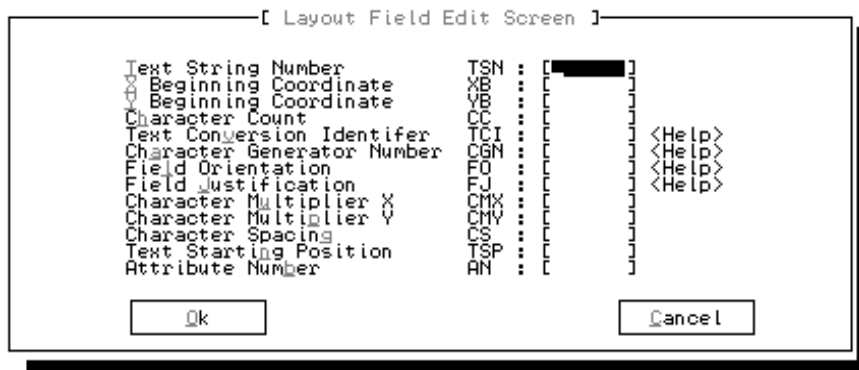 [ Layout Field Edit Screen ]
Text String Number TSN : [ ]
X Beginning Coordinate XB : [ ]
Y Beginning Coordinate YB : [ ]
Character Count CC : [ ]
Text Conversion Identifer TCI : [ ] <Help>
Character Generator Number CGN : [ ] <Help>
Field Orientation FO : [ ] <Help>
Field Justification FJ : [ ] <Help>
Character Multiplier X CMX : [ ]
Character Multiplier Y CMY : [ ]
Character Spacing CS : [ ]
Text Starting Position TSP : [ ]
Attribute Number AN : [ ]
Ok Cancel